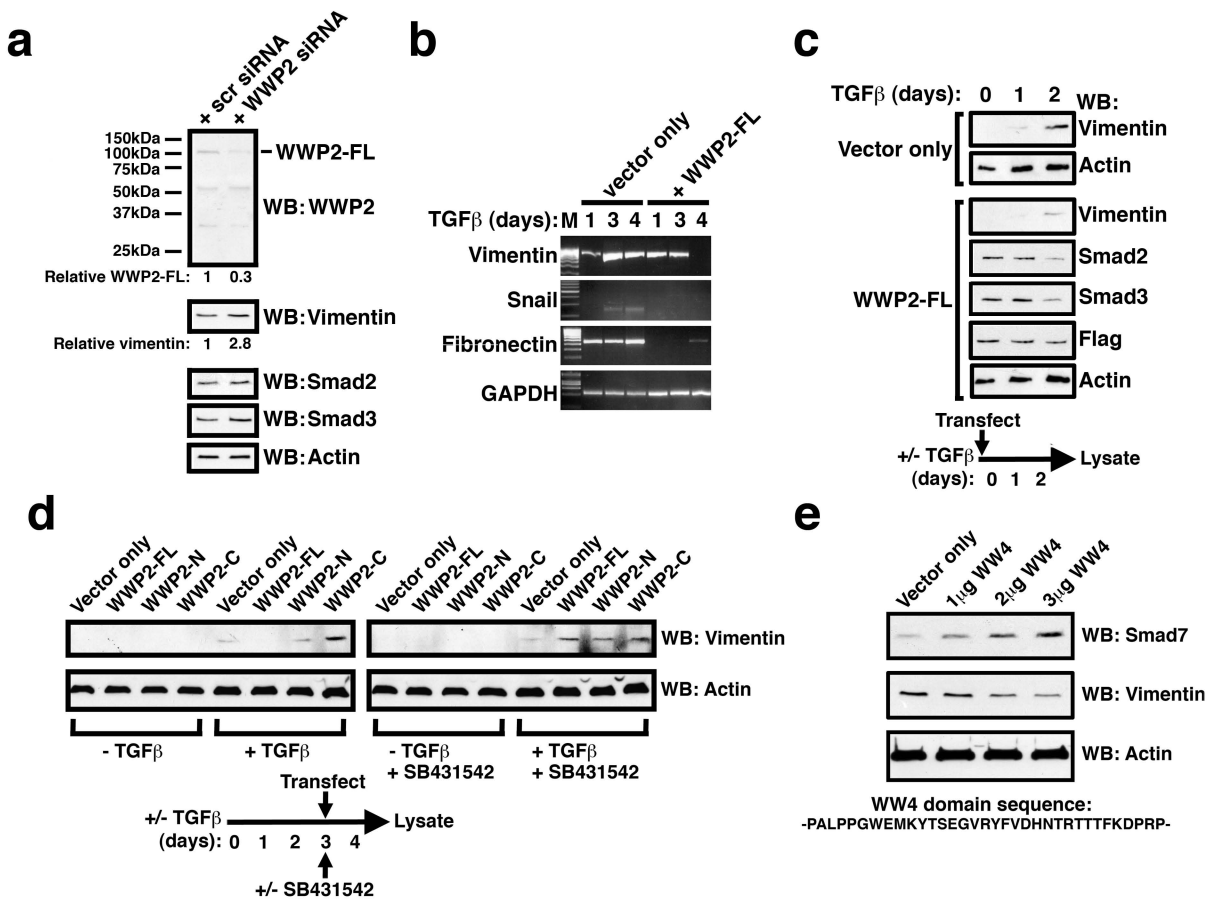 a
+ scr siRNA
+ WWP2 siRNA
150kDa
100kDa
75kDa
50kDa
37kDa
25kDa
WWP2-FL
WB: WWP2
Relative WWP2-FL: 1 0.3
WB: Vimentin
Relative vimentin: 1 2.8
WB: Smad2
WB: Smad3
WB: Actin
b
vector only
+ WWP2-FL
TGFβ (days): M 1 3 4 1 3 4
Vimentin
Snail
Fibronectin
GAPDH
c
TGFβ (days): 0 1 2 WB:
Vector only
Vimentin
Actin
WWP2-FL
Vimentin
Smad2
Smad3
Flag
Actin
Transfect
+/- TGFβ
Lysate
(days): 0 1 2
d
Vector only
WWP2-FL
WWP2-N
WWP2-C
Vector only
WWP2-FL
WWP2-N
WWP2-C
Vector only
WWP2-FL
WWP2-N
WWP2-C
Vector only
WWP2-FL
WWP2-N
WWP2-C
WB: Vimentin
WB: Actin
- TGFβ
+ TGFβ
- TGFβ
+ SB431542
+ TGFβ
+ SB431542
Transfect
+/- TGFβ
Lysate
(days): 0 1 2 3 4
+/- SB431542
e
Vector only
1μg WW4
2μg WW4
3μg WW4
WB: Smad7
WB: Vimentin
WB: Actin
WW4 domain sequence:
-PALPPGWEMKYTSEGVRYFVDHNTRTTTFKDPRP-